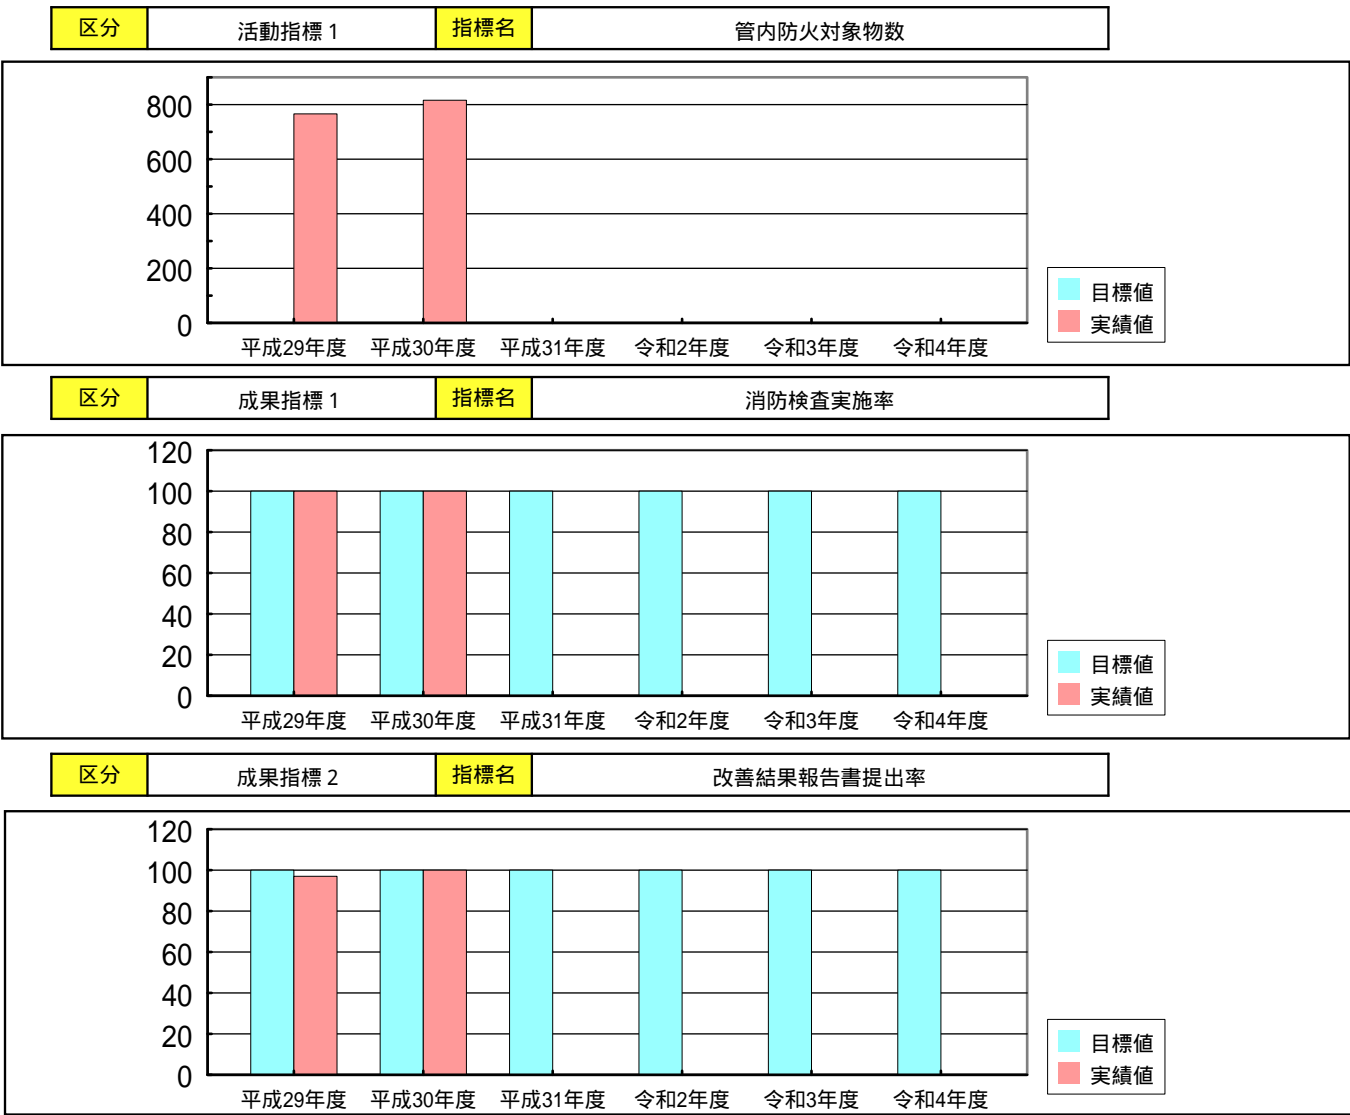 区分 活動指標１ 指標名 管内防火対象物数
800
600
400
200
0
平成29年度 平成30年度 平成31年度 令和2年度 令和3年度 令和4年度
目標値
実績値
区分 成果指標１ 指標名 消防検査実施率
120
100
80
60
40
20
0
平成29年度 平成30年度 平成31年度 令和2年度 令和3年度 令和4年度
目標値
実績値
区分 成果指標２ 指標名 改善結果報告書提出率
120
100
80
60
40
20
0
平成29年度 平成30年度 平成31年度 令和2年度 令和3年度 令和4年度
目標値
実績値